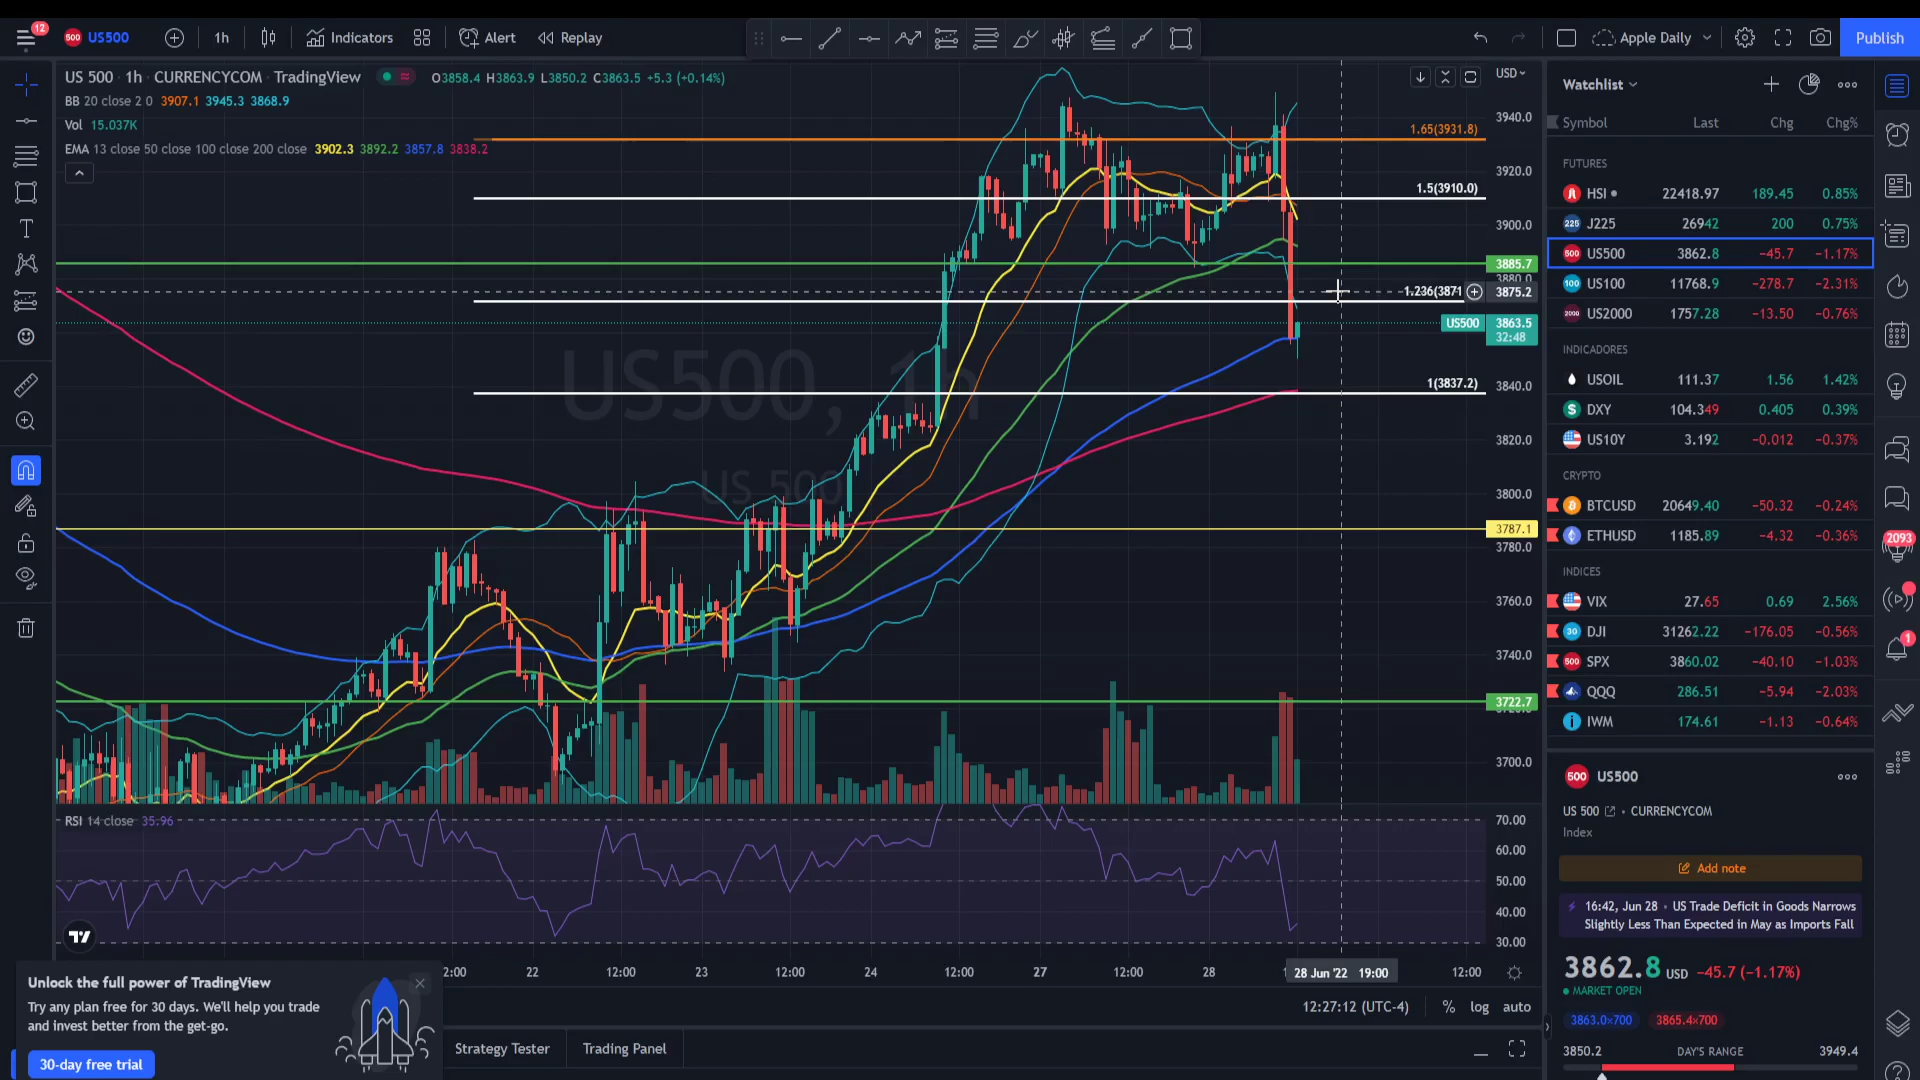 12
500 US500
1h
Indicators
Alert
Replay
Apple Daily
Publish
US 500 · 1h · CURRENCYCOM · TradingView
O3858.4 H3863.9 L3850.2 C3863.5 +5.3 (+0.14%)
BB 20 close 2 0 3907.1 3945.3 3868.9
Vol 15.037K
EMA 13 close 50 close 100 close 200 close 3902.3 3892.2 3857.8 3838.2
USD
3940.0
1.65(3931.8)
3920.0
1.5(3910.0)
3900.0
3885.7
3880.0
1.236(3871
3875.2
US500 3863.5
32:48
US500, 1h
1(3837.2)
3840.0
3820.0
US 500
3800.0
3787.1
3780.0
3760.0
3740.0
3722.7
3700.0
RSI 14 close 35.96
70.00
60.00
50.00
40.00
30.00
2:00 22 12:00 23 12:00 24 12:00 27 12:00 28 28 Jun '22 19:00 12:00
12:27:12 (UTC-4) % log auto
Unlock the full power of TradingView
Try any plan free for 30 days. We'll help you trade
and invest better from the get-go.
30-day free trial
Strategy Tester
Trading Panel
Watchlist
Symbol Last Chg Chg%
FUTURES
HSI 22418.97 189.45 0.85%
225 J225 26942 200 0.75%
500 US500 3862.8 −45.7 −1.17%
100 US100 11768.9 −278.7 −2.31%
2000 US2000 1757.28 −13.50 −0.76%
INDICADORES
USOIL 111.37 1.56 1.42%
$ DXY 104.349 0.405 0.39%
US10Y 3.192 −0.012 −0.37%
CRYPTO
BTCUSD 20649.40 −50.32 −0.24%
ETHUSD 1185.89 −4.32 −0.36%
INDICES
VIX 27.65 0.69 2.56%
30 DJI 31262.22 −176.05 −0.56%
500 SPX 3860.02 −40.10 −1.03%
QQQ 286.51 −5.94 −2.03%
IWM 174.61 −1.13 −0.64%
500 US500
US 500 • CURRENCYCOM
Index
Add note
16:42, Jun 28 • US Trade Deficit in Goods Narrows
Slightly Less Than Expected in May as Imports Fall
3862.8 USD −45.7 (−1.17%)
MARKET OPEN
3863.0×700 3865.4×700
3850.2 DAY'S RANGE 3949.4
2093
1